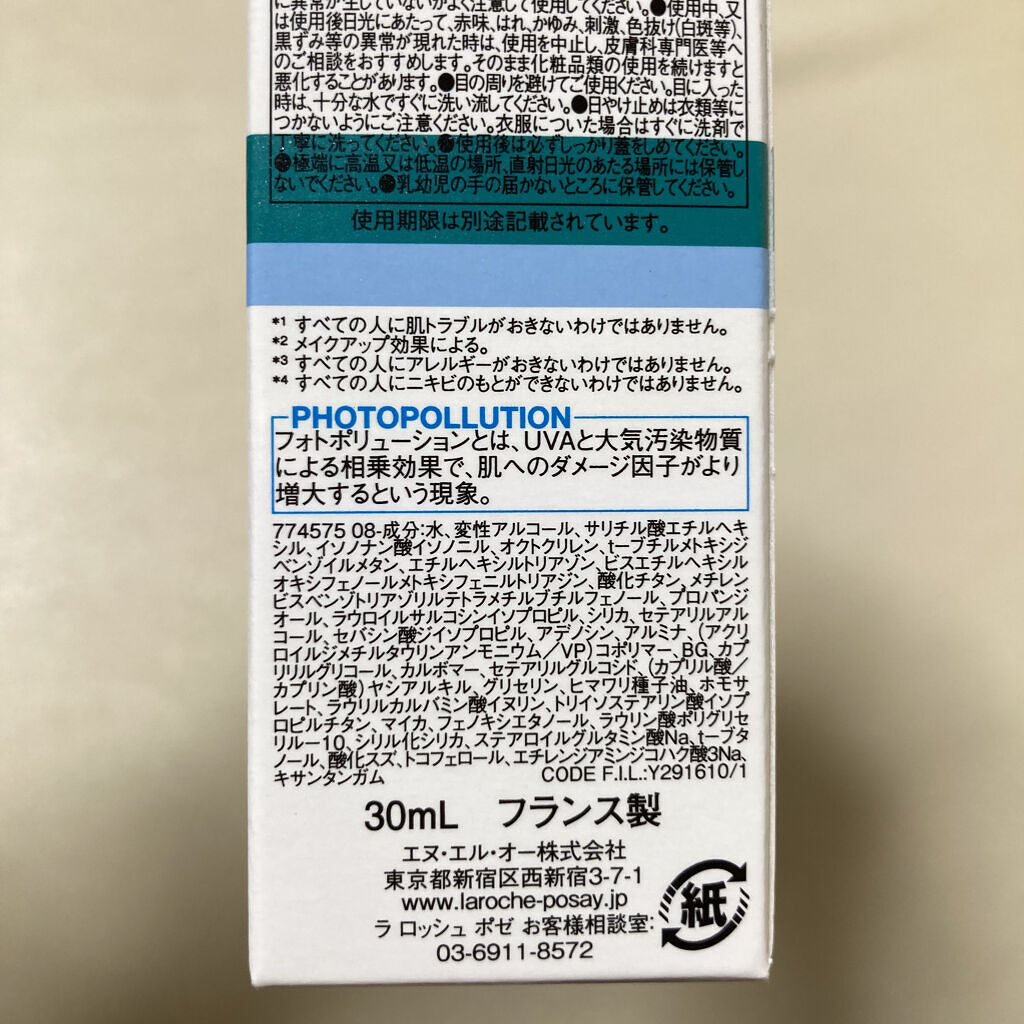 に異常が生じていないかよく注意して使用してください。●使用中、又
は使用後日光にあたって、赤味、はれ、かゆみ、刺激、色抜け(白斑等)、
黒ずみ等の異常が現れた時は、使用を中止し、皮膚科専門医等へ
のご相談をおすすめします。そのまま化粧品類の使用を続けますと
悪化することがあります。●目の周りを避けてご使用ください。目に入った
時は、十分な水ですぐに洗い流してください。●日やけ止めは衣類等に
つかないようにご注意ください。衣服についた場合はすぐに洗剤で
丁寧に洗ってください。●使用後は必ずしっかり蓋をしめてください。
●極端に高温又は低温の場所、直射日光のあたる場所には保管し
ないでください。●乳幼児の手の届かないところに保管してください。
使用期限は別途記載されています。
*1 すべての人に肌トラブルがおきないわけではありません。
*2 メイクアップ効果による。
*3 すべての人にアレルギーがおきないわけではありません。
*4 すべての人にニキビのもとができないわけではありません。
PHOTOPOLLUTION
フォトポリューションとは、UVAと大気汚染物質
による相乗効果で、肌へのダメージ因子がより
増大するという現象。
774575 08-成分:水、変性アルコール、サリチル酸エチルヘキ
シル、イソノナン酸イソノニル、オクトクリレン、t-ブチルメトキシジ
ベンゾイルメタン、エチルヘキシルトリアゾン、ビスエチルヘキシル
オキシフェノールメトキシフェニルトリアジン、酸化チタン、メチレン
ビスベンゾトリアゾリルテトラメチルブチルフェノール、プロパンジ
オール、ラウロイルサルコシンイソプロピル、シリカ、セテアリルアル
コール、セバシン酸ジイソプロピル、アデノシン、アルミナ、(アクリ
ロイルジメチルタウリンアンモニウム/VP)コポリマー、BG、カプ
リリルグリコール、カルボマー、セテアリルグルコシド、(カプリル酸/
カプリン酸)ヤシアルキル、グリセリン、ヒマワリ種子油、ホモサ
レート、ラウリルカルバミン酸イヌリン、トリイソステアリン酸イソプ
ロピルチタン、マイカ、フェノキシエタノール、ラウリン酸ポリグリセ
リル-10、シリル化シリカ、ステアロイルグルタミン酸Na、t-ブタ
ノール、酸化スズ、トコフェロール、エチレンジアミンジコハク酸3Na、
キサンタンガム CODE F.I.L.:Y291610/1
30mL フランス製
エヌ・エル・オー株式会社
東京都新宿区西新宿3-7-1
www.laroche-posay.jp
ラ ロッシュ ポゼ お客様相談室:
03-6911-8572
紙